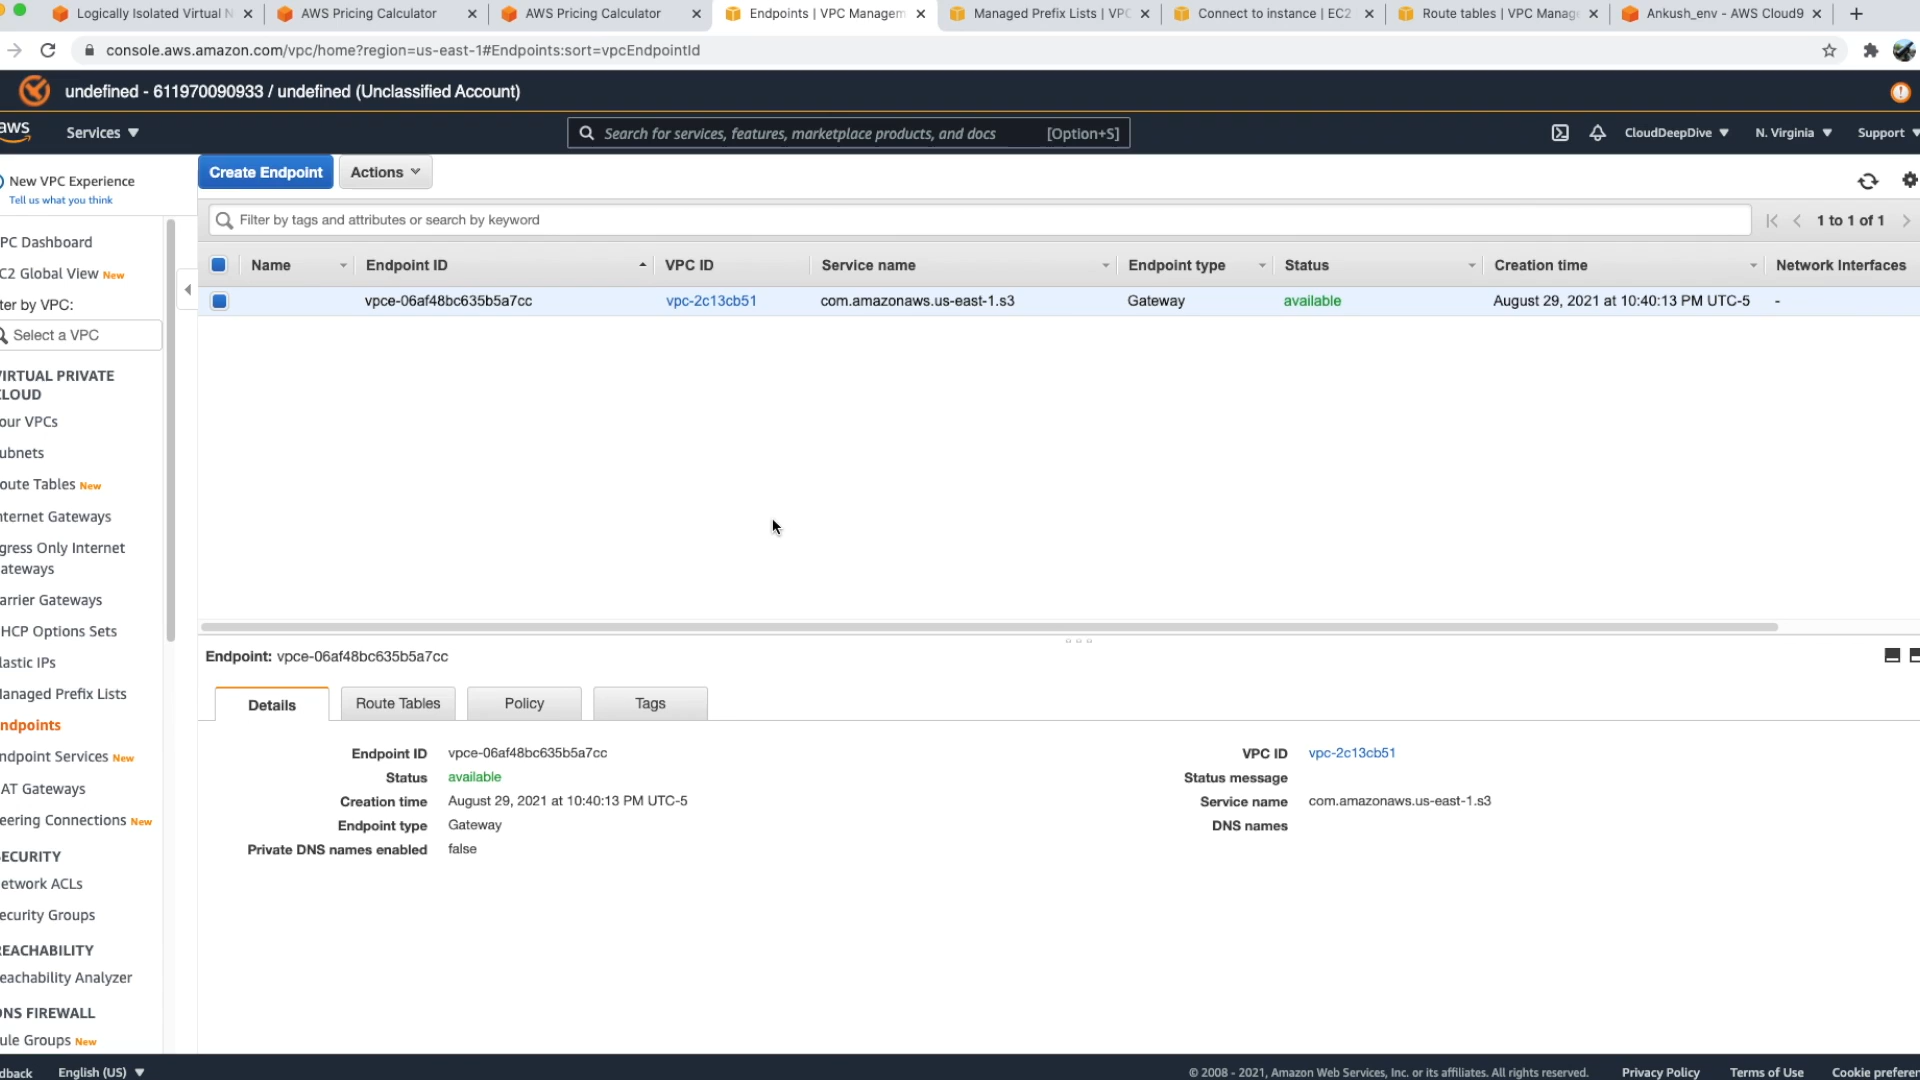 Logically Isolated Virtual N
AWS Pricing Calculator
AWS Pricing Calculator
Endpoints | VPC Managem
Managed Prefix Lists | VPC
Connect to instance | EC2
Route tables | VPC Manage
Ankush_env - AWS Cloud9
console.aws.amazon.com/vpc/home?region=us-east-1#Endpoints:sort=vpcEndpointId
undefined - 611970090933 / undefined (Unclassified Account)
aws
Services
Search for services, features, marketplace products, and docs
[Option+S]
CloudDeepDive
N. Virginia
Support
New VPC Experience
Tell us what you think
PC Dashboard
C2 Global View New
ter by VPC:
Select a VPC
VIRTUAL PRIVATE
CLOUD
our VPCs
ubnets
oute Tables New
nternet Gateways
gress Only Internet
ateways
arrier Gateways
HCP Options Sets
lastic IPs
lanaged Prefix Lists
ndpoints
ndpoint Services New
AT Gateways
eering Connections New
SECURITY
etwork ACLs
ecurity Groups
REACHABILITY
eachability Analyzer
DNS FIREWALL
ule Groups New
Create Endpoint
Actions
Filter by tags and attributes or search by keyword
1 to 1 of 1
Name
Endpoint ID
VPC ID
Service name
Endpoint type
Status
Creation time
Network Interfaces
vpce-06af48bc635b5a7cc
vpc-2c13cb51
com.amazonaws.us-east-1.s3
Gateway
available
August 29, 2021 at 10:40:13 PM UTC-5
-
Endpoint: vpce-06af48bc635b5a7cc
Details
Route Tables
Policy
Tags
Endpoint ID vpce-06af48bc635b5a7cc
Status available
Creation time August 29, 2021 at 10:40:13 PM UTC-5
Endpoint type Gateway
Private DNS names enabled false
VPC ID vpc-2c13cb51
Status message
Service name com.amazonaws.us-east-1.s3
DNS names
dback
English (US)
© 2008 - 2021, Amazon Web Services, Inc. or its affiliates. All rights reserved.
Privacy Policy
Terms of Use
Cookie preferen